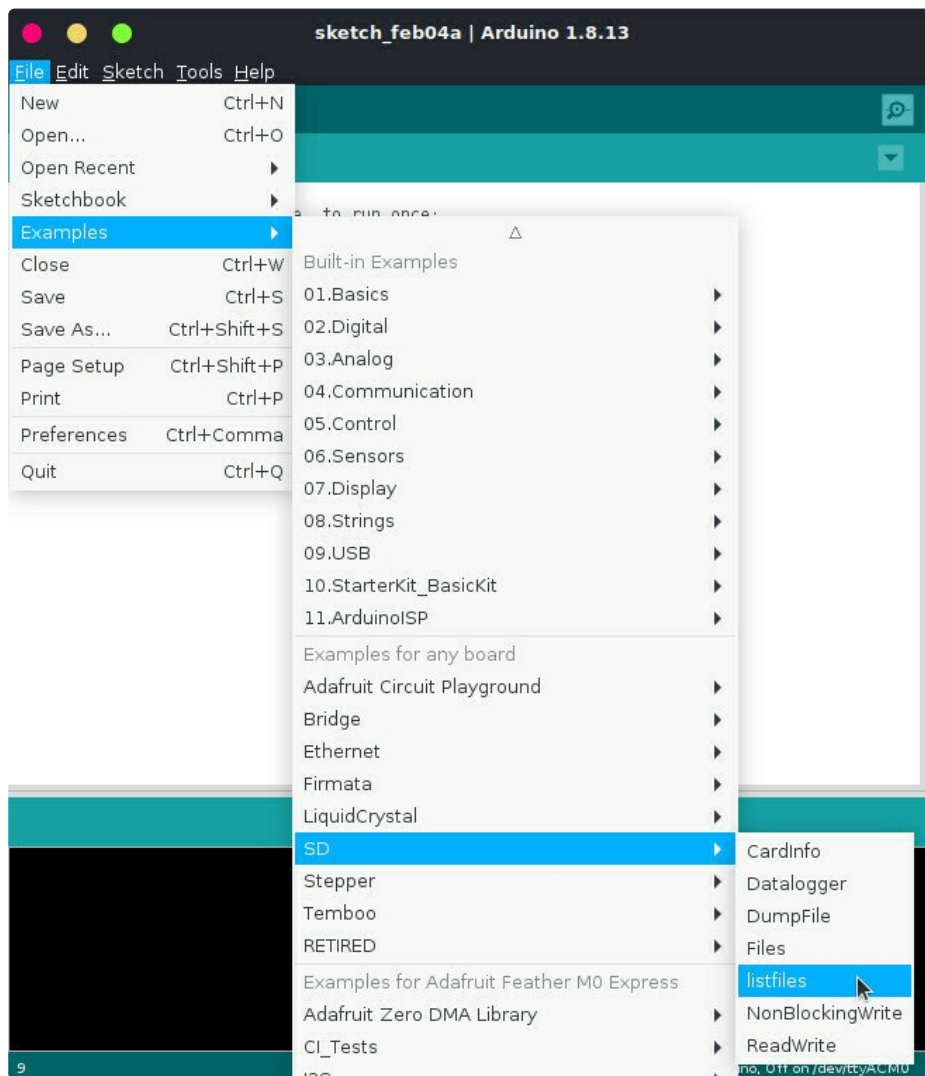 sketch_feb04a | Arduino 1.8.13
File Edit Sketch Tools Help
New Ctrl+N
Open... Ctrl+O
Open Recent
Sketchbook
Examples
Close Ctrl+W
Save Ctrl+S
Save As... Ctrl+Shift+S
Page Setup Ctrl+Shift+P
Print Ctrl+P
Preferences Ctrl+Comma
Quit Ctrl+Q
to run once:
Built-in Examples
01.Basics
02.Digital
03.Analog
04.Communication
05.Control
06.Sensors
07.Display
08.Strings
09.USB
10.StarterKit_BasicKit
11.ArduinoISP
Examples for any board
Adafruit Circuit Playground
Bridge
Ethernet
Firmata
LiquidCrystal
SD
Stepper
Temboo
RETIRED
Examples for Adafruit Feather M0 Express
Adafruit Zero DMA Library
CI_Tests
I2S
CardInfo
Datalogger
DumpFile
Files
listfiles
NonBlockingWrite
ReadWrite
9
no, Off on /dev/ttyACM0